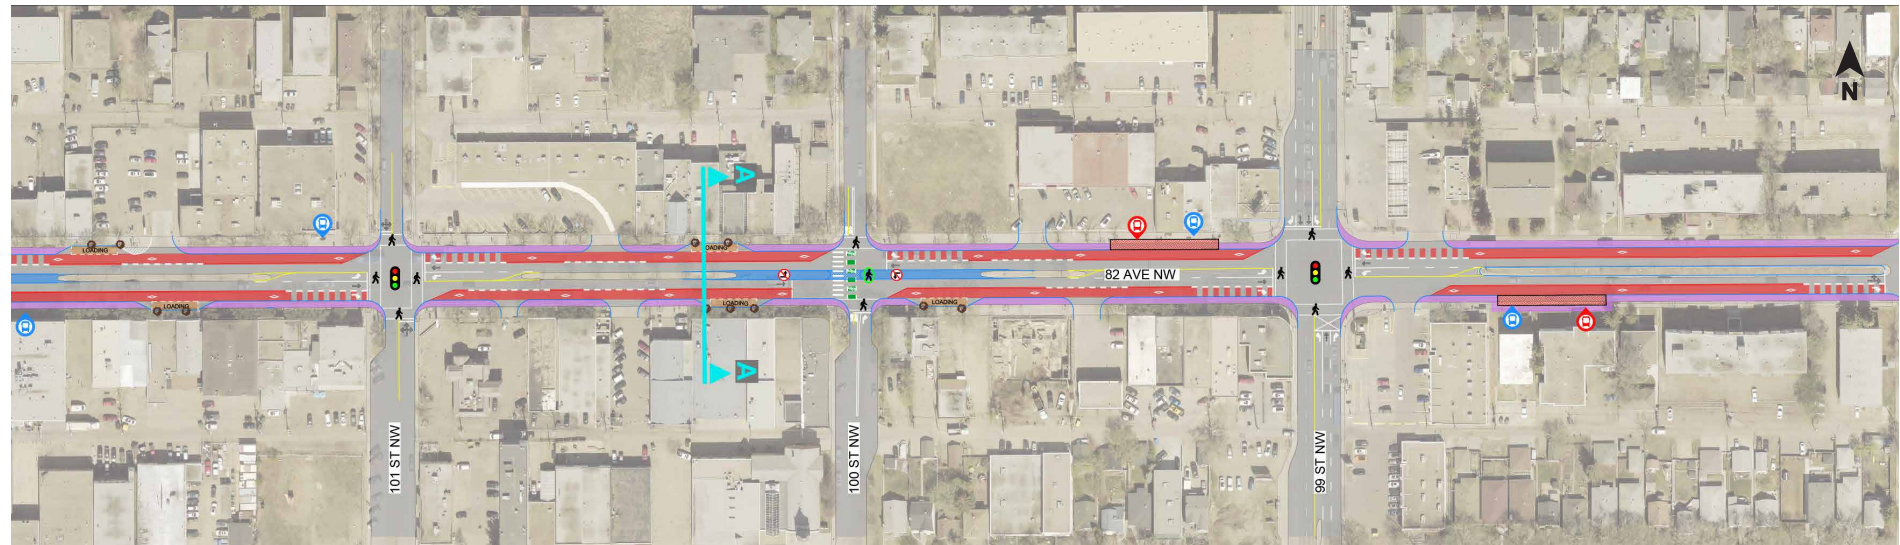 N
A
LOADING
LOADING
82 AVE NW
LOADING
LOADING
LOADING
A
101 ST NW
100 ST NW
99 ST NW